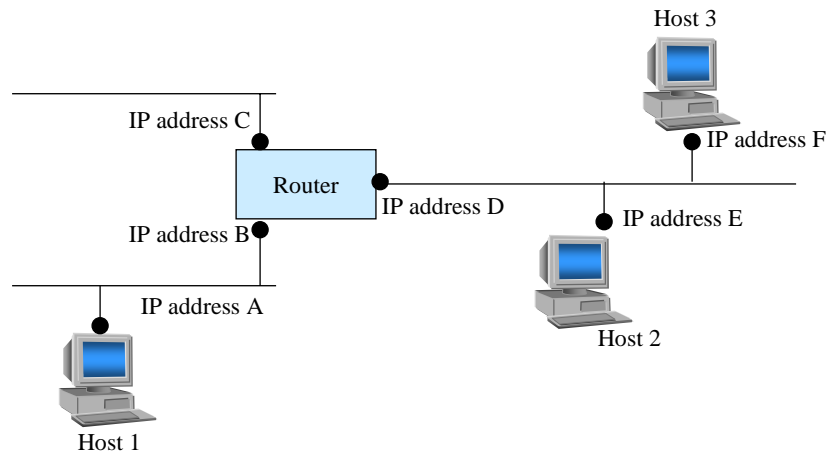 Host 3
IP address C
IP address F
Router
IP address D
IP address B
IP address E
IP address A
Host 2
Host 1